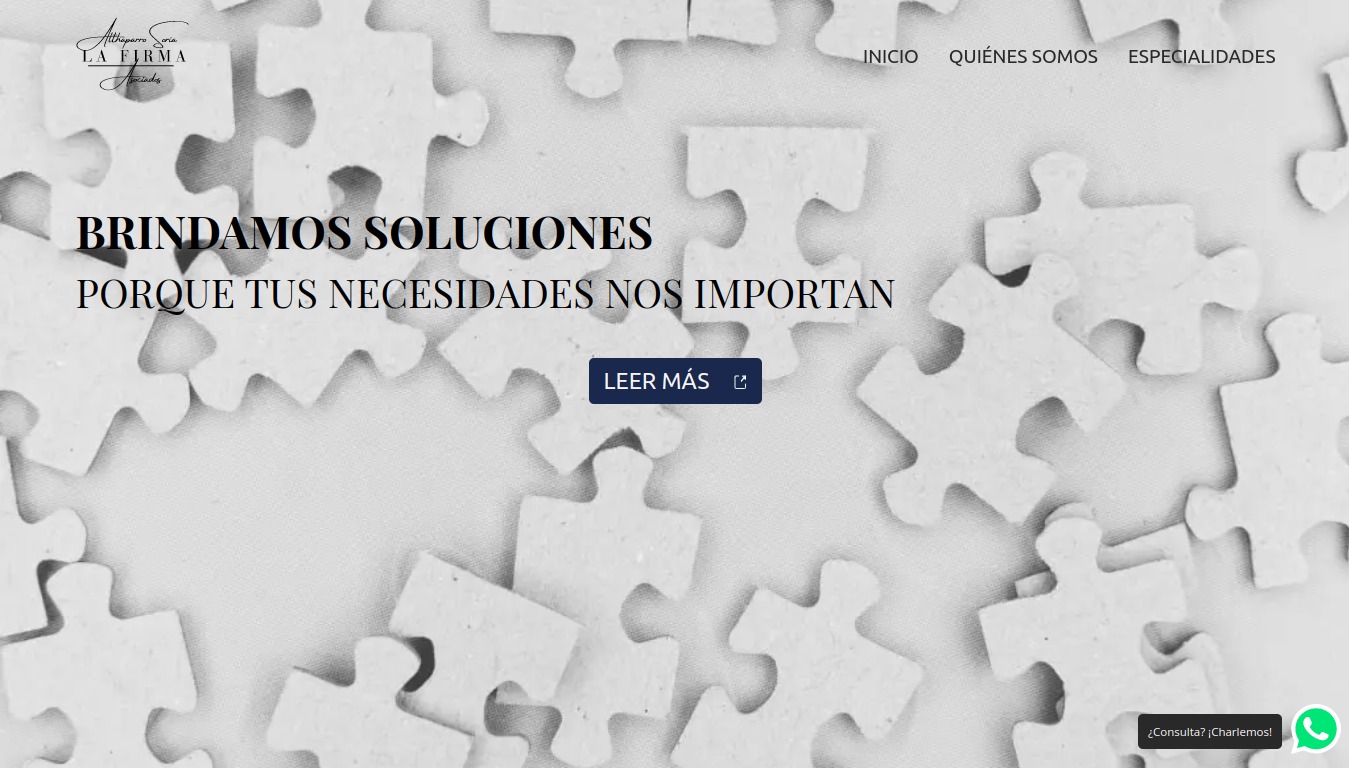 Althaparro Soria
LA FIRMA
Asociados
INICIO QUIÉNES SOMOS ESPECIALIDADES
BRINDAMOS SOLUCIONES
PORQUE TUS NECESIDADES NOS IMPORTAN
LEER MÁS
¿Consulta? ¡Charlemos!